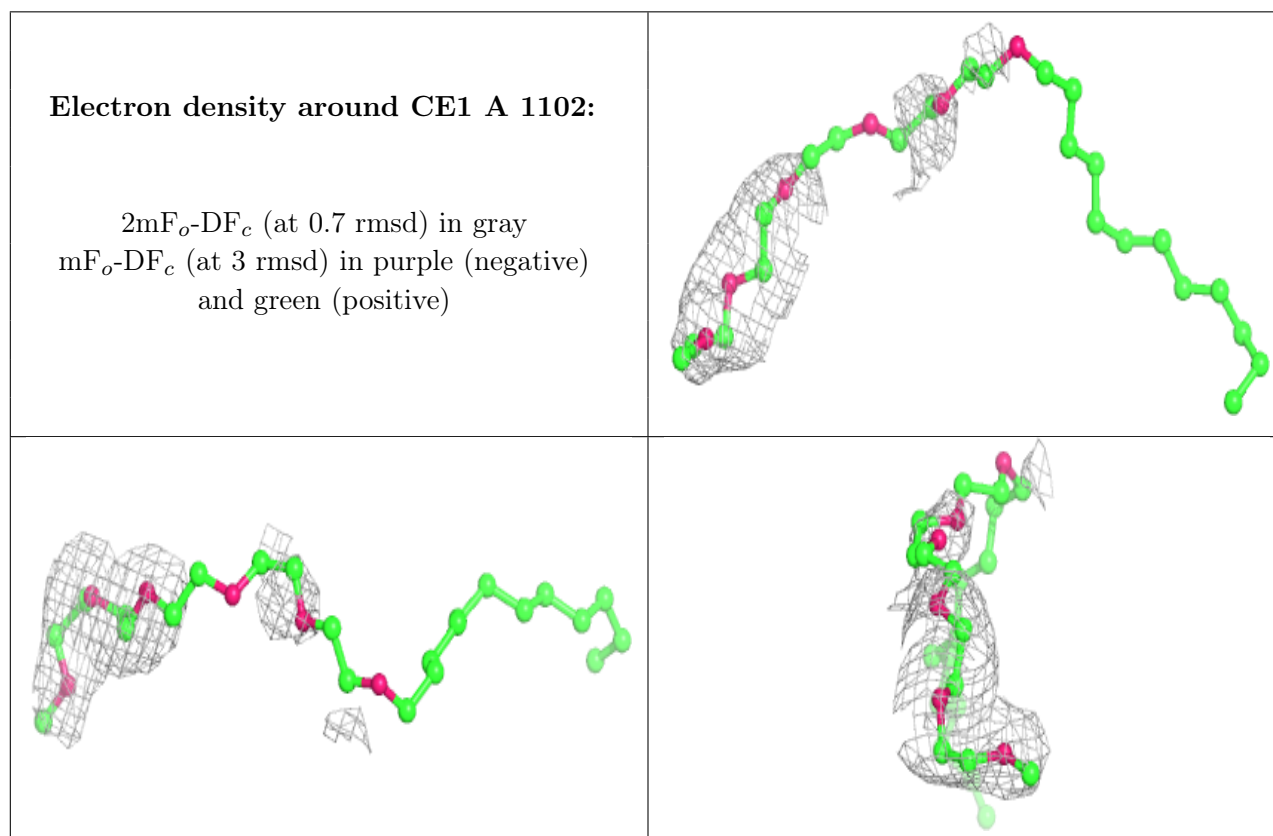 Electron density around CE1 A 1102:
2mFo-DFc (at 0.7 rmsd) in gray
mFo-DFc (at 3 rmsd) in purple (negative)
and green (positive)